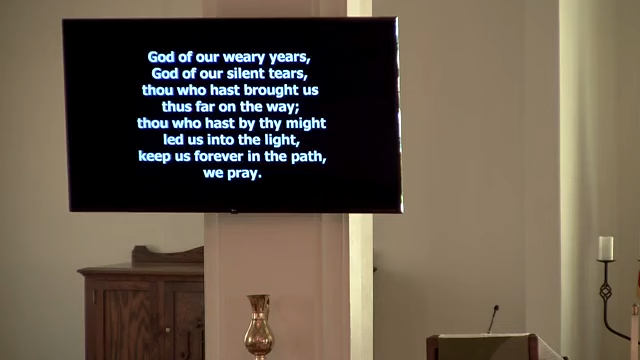 God of our weary years,
God of our silent tears,
thou who hast brought us
thus far on the way;
thou who hast by thy might
led us into the light,
keep us forever in the path,
we pray.